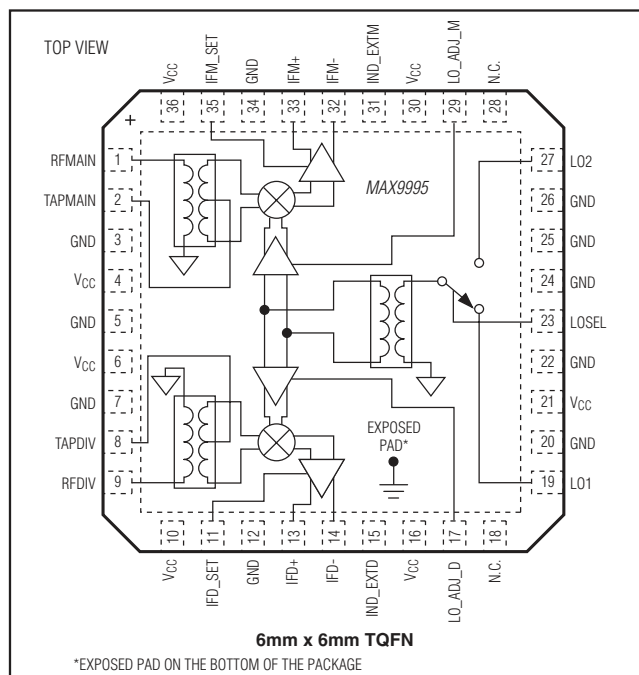 TOP VIEW
VCC
IFM_SET
GND
IFM+
IFM-
IND_EXTM
VCC
LO_ADJ_M
N.C.
36
35
34
33
32
31
30
29
28
+
MAX9995
RFMAIN 1
TAPMAIN 2
GND 3
VCC 4
GND 5
VCC 6
GND 7
TAPDIV 8
RFDIV 9
27 LO2
26 GND
25 GND
24 GND
23 LOSEL
22 GND
21 VCC
20 GND
19 LO1
EXPOSED
PAD*
10
11
12
13
14
15
16
17
18
VCC
IFD_SET
GND
IFD+
IFD-
IND_EXTD
VCC
LO_ADJ_D
N.C.
6mm x 6mm TQFN
*EXPOSED PAD ON THE BOTTOM OF THE PACKAGE